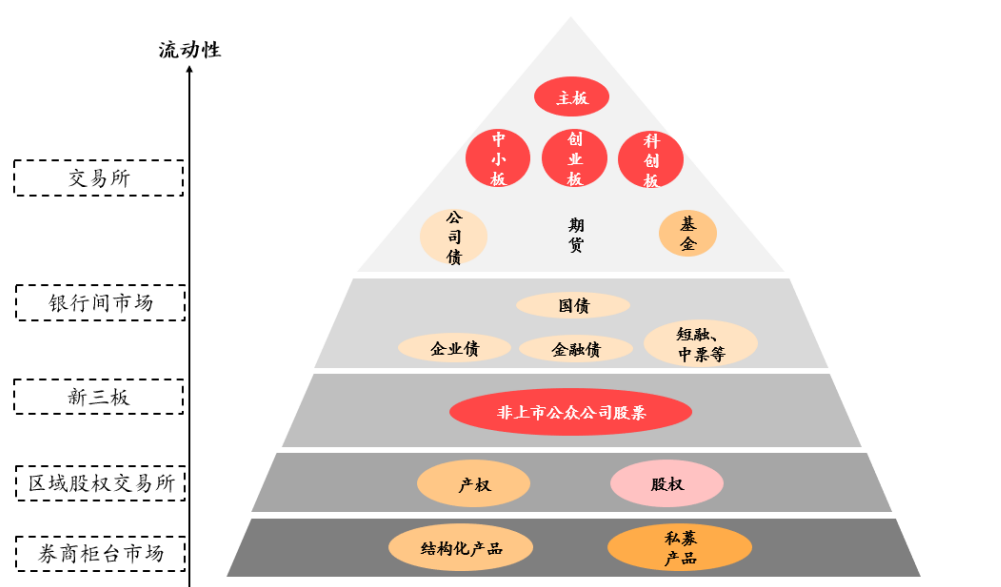 流动性
主板
中小板
创业板
科创板
交易所
公司债
期货
基金
银行间市场
国债
企业债
金融债
短融、
中票等
新三板
非上市公众公司股票
区域股权交易所
产权
股权
券商柜台市场
结构化产品
私募
产品